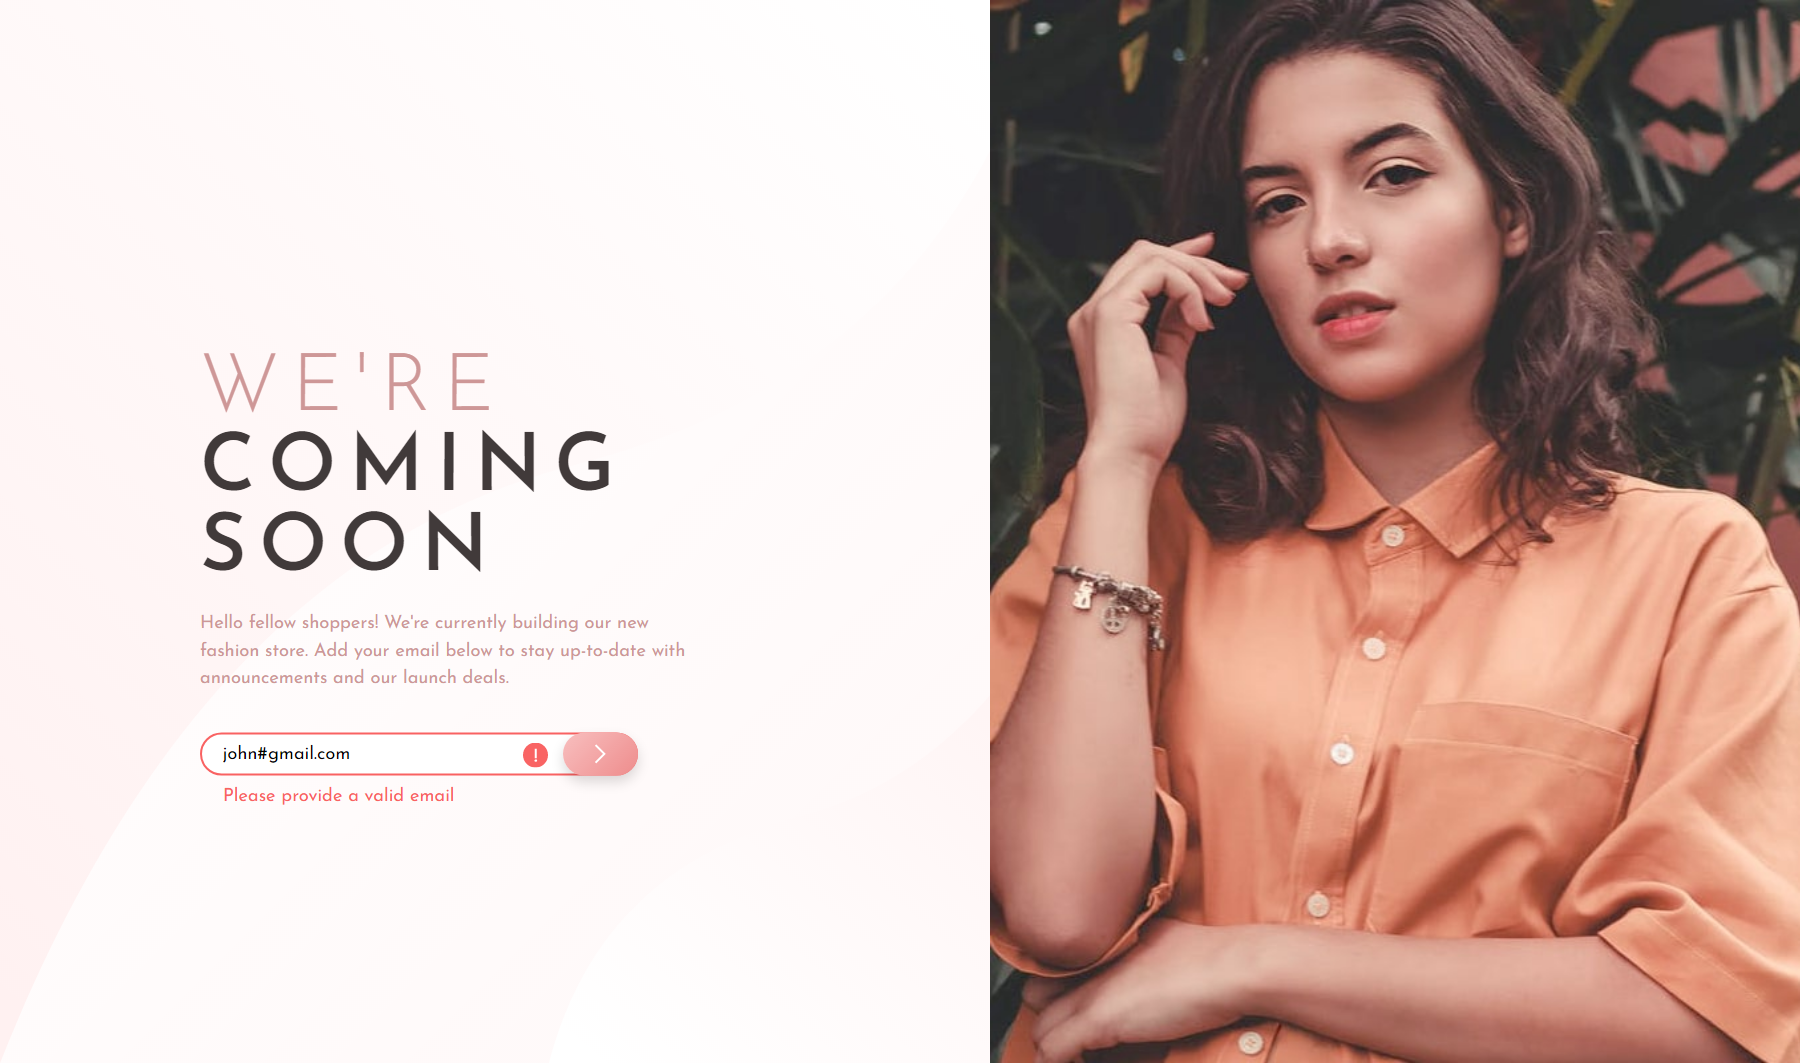 WE'RE
COMING
SOON
Hello fellow shoppers! We're currently building our new
fashion store. Add your email below to stay up-to-date with
announcements and our launch deals.
john#gmail.com
!
Please provide a valid email